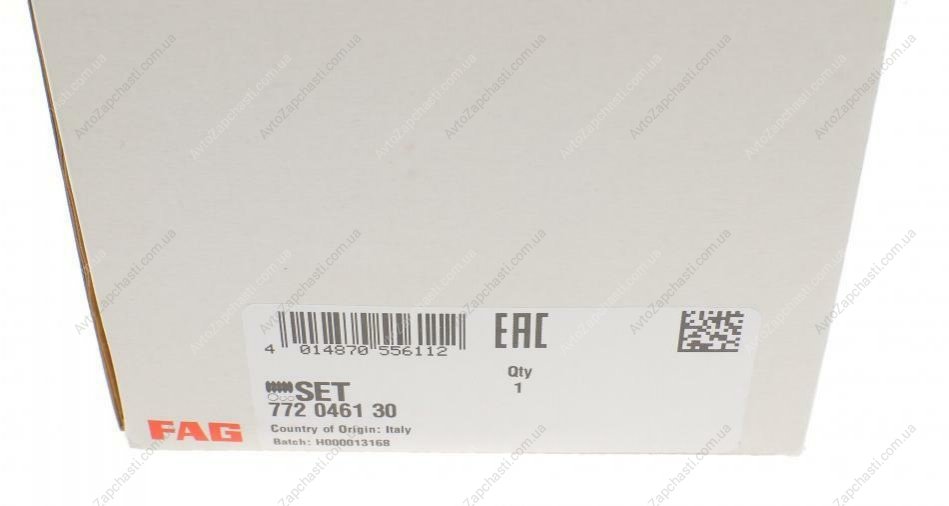 4 014870 556112
EAC
Qty
1
SET
772 0461 30
Country of Origin: Italy
Batch: H000013168
FAG
AvtoZapchasti.com.ua